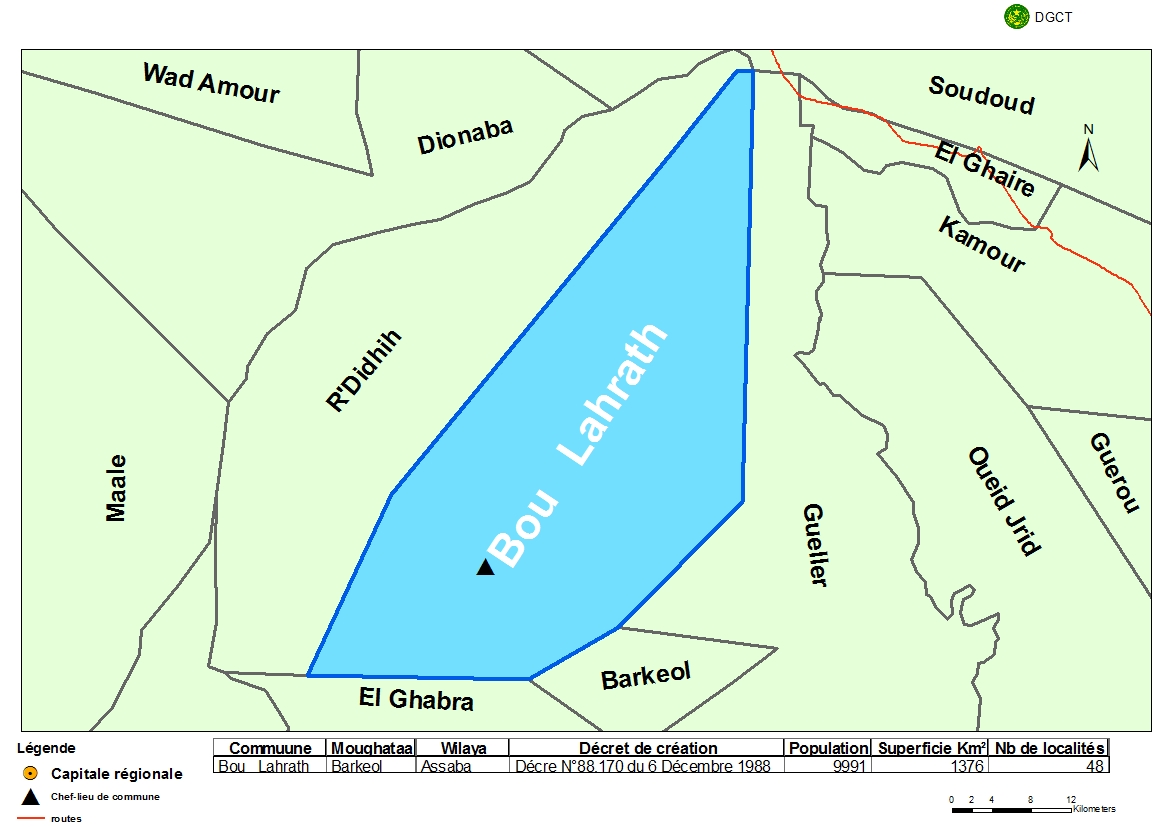 DGCT
Wad Amour
Dionaba
Soudoud
N
El Ghaire
Kamour
R'Didhih
Bou Lahrath
Maale
Guerou
Oueid Jrid
Gueller
Barkeol
El Ghabra
Légende
Capitale régionale
Chef-lieu de commune
routes
Commuune Moughataa Wilaya Décret de création Population Superficie Km² Nb de localités
Bou Lahrath Barkeol Assaba Décre N°88.170 du 6 Décembre 1988 9991 1376 48
0 2 4 8 12
Kilometers